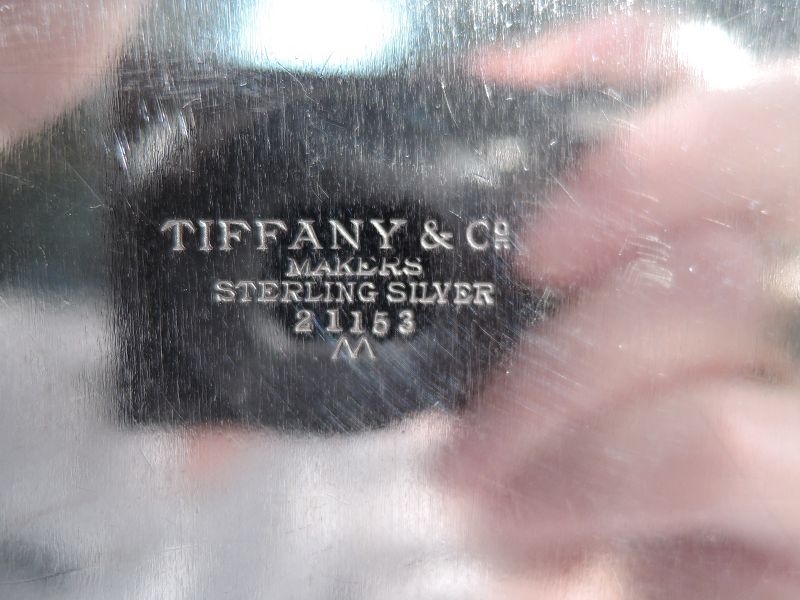 TIFFANY & Co
MAKERS
STERLING SILVER
21153
M